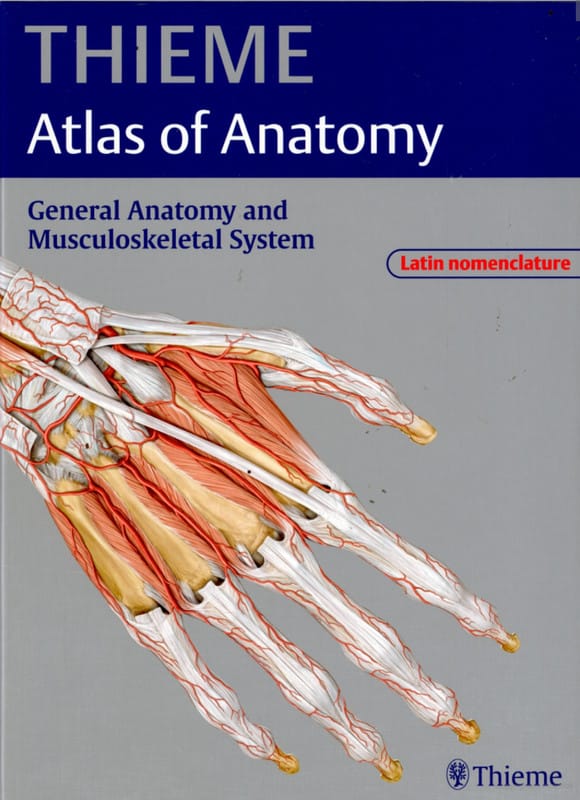 THIEME
Atlas of Anatomy
General Anatomy and
Musculoskeletal System
Latin nomenclature
Thieme